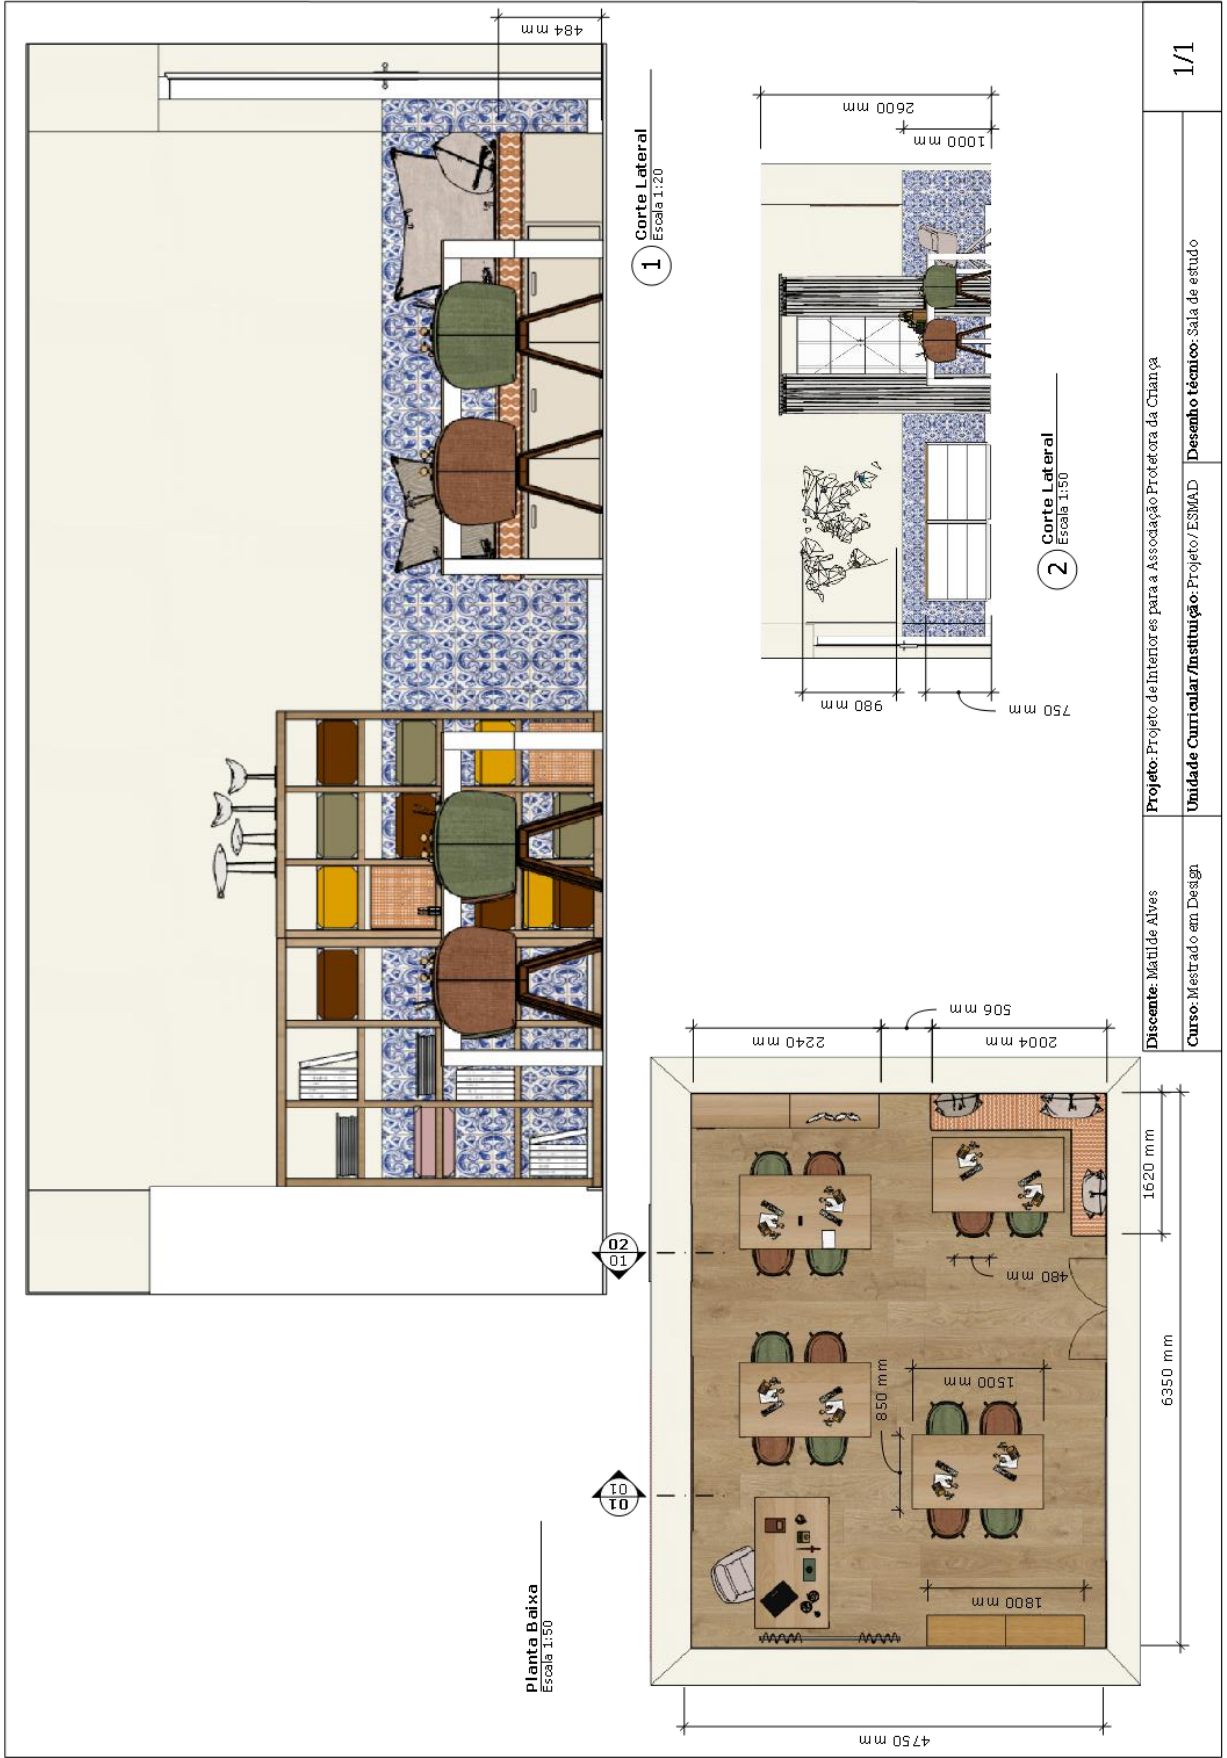 484 mm
1
Corte Lateral
Escala 1:20
2600 mm
1000 mm
980 mm
750 mm
2
Corte Lateral
Escala 1:50
Planta Baixa
Escala 1:50
01
01
02
01
2240 mm
506 mm
2004 mm
1620 mm
480 mm
850 mm
1500 mm
1800 mm
6350 mm
4750 mm
Discente: Matilde Alves
Projeto: Projeto de Interiores para a Associação Protetora da Criança
1/1
Curso: Mestrado em Design
Unidade Curricular/Instituição: Projeto/ESMAD
Desenho técnico: Sala de estudo